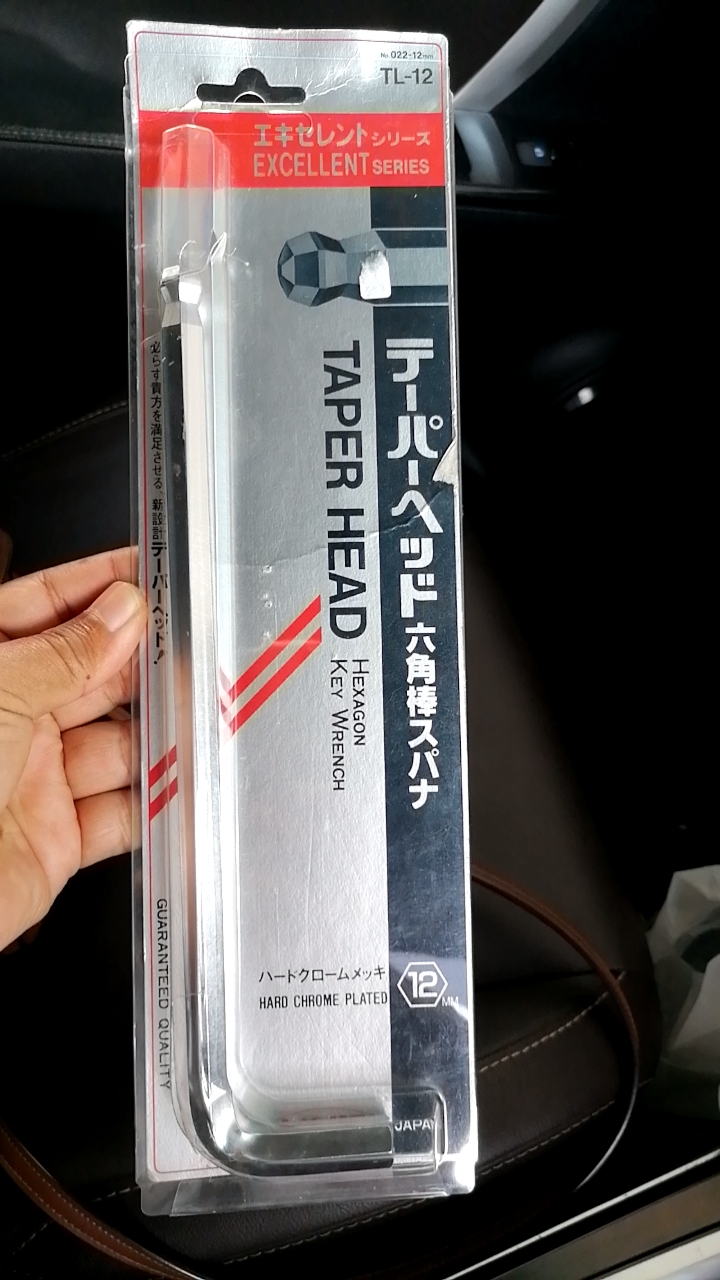 No.022-12mm
TL-12
エキセレントシリーズ
EXCELLENT SERIES
テーパーヘッド六角棒スパナ
TAPER HEAD
HEXAGON
KEY WRENCH
必らず貴方を満足させる、新設計テーパーヘッド!
GUARANTEED QUALITY
ハードクロームメッキ
HARD CHROME PLATED
12MM
JAPAN